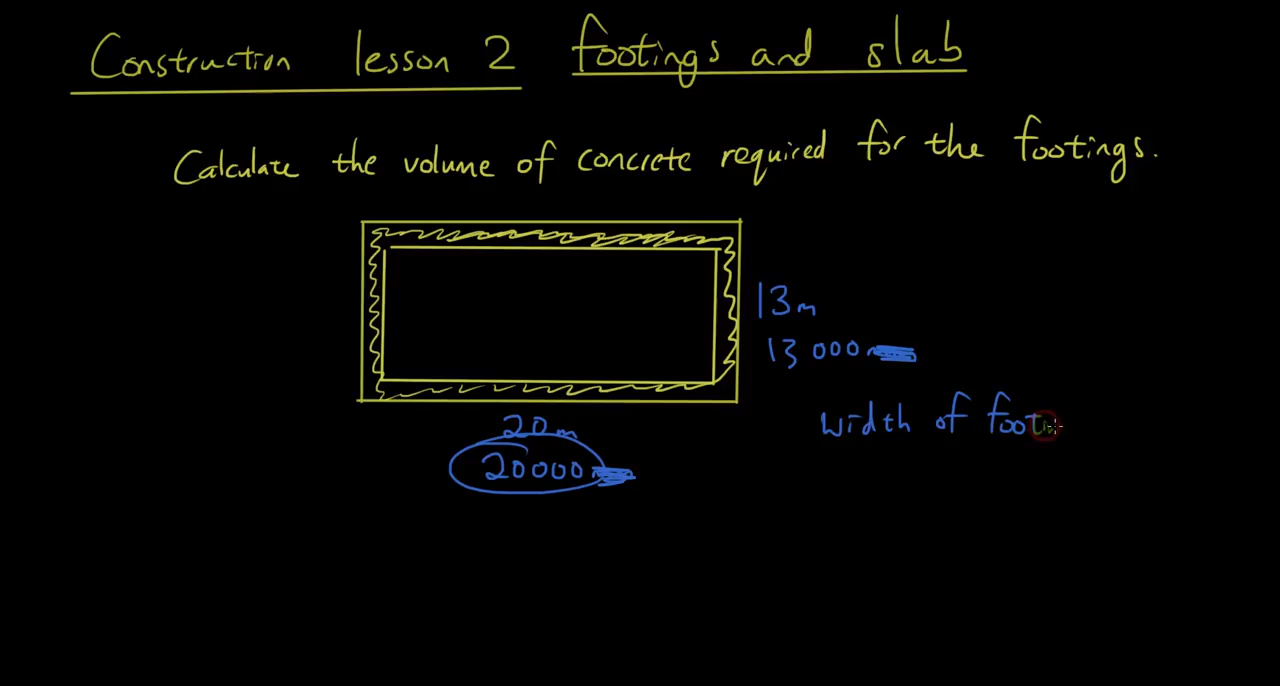 Construction lesson 2 footings and slab
Calculate the volume of concrete required for the footings.
13m
13 000
width of foot
20m
20000